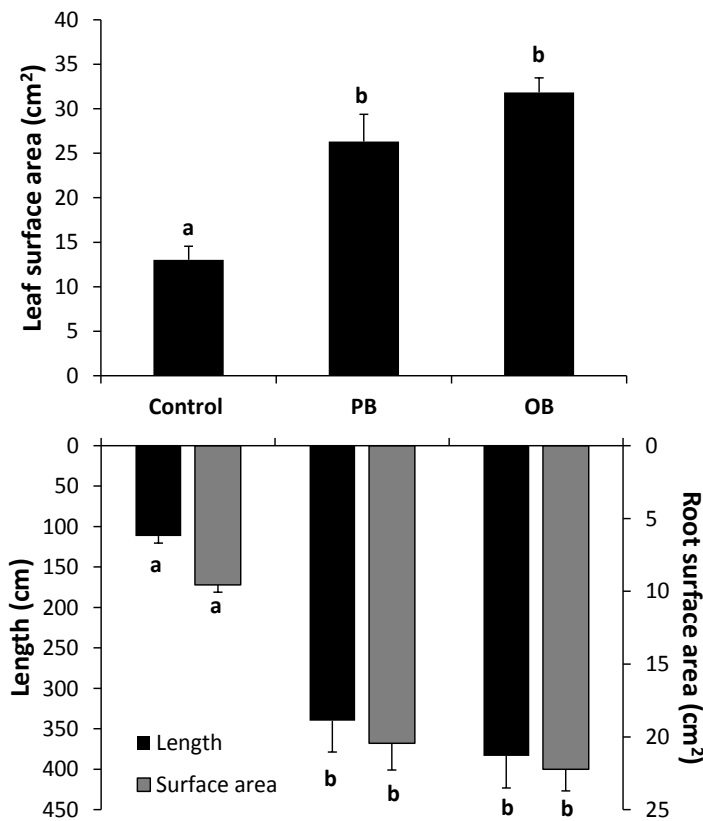 Leaf surface area (cm²)
40
35
30
25
20
15
10
5
0
a
b
b
Control
PB
OB
Length (cm)
0
50
100
150
200
250
300
350
400
450
a
a
b
b
b
b
Length
Surface area
0
5
10
15
20
25
Root surface area (cm²)